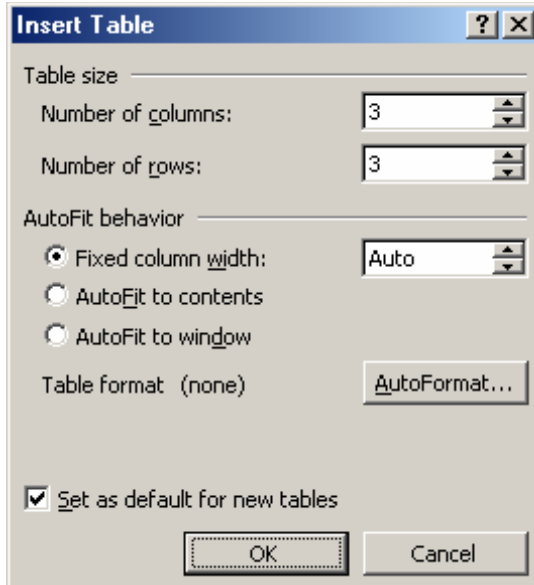 Insert Table
Table size
Number of columns: 3
Number of rows: 3
AutoFit behavior
Fixed column width: Auto
AutoFit to contents
AutoFit to window
Table format (none) AutoFormat...
Set as default for new tables
OK Cancel